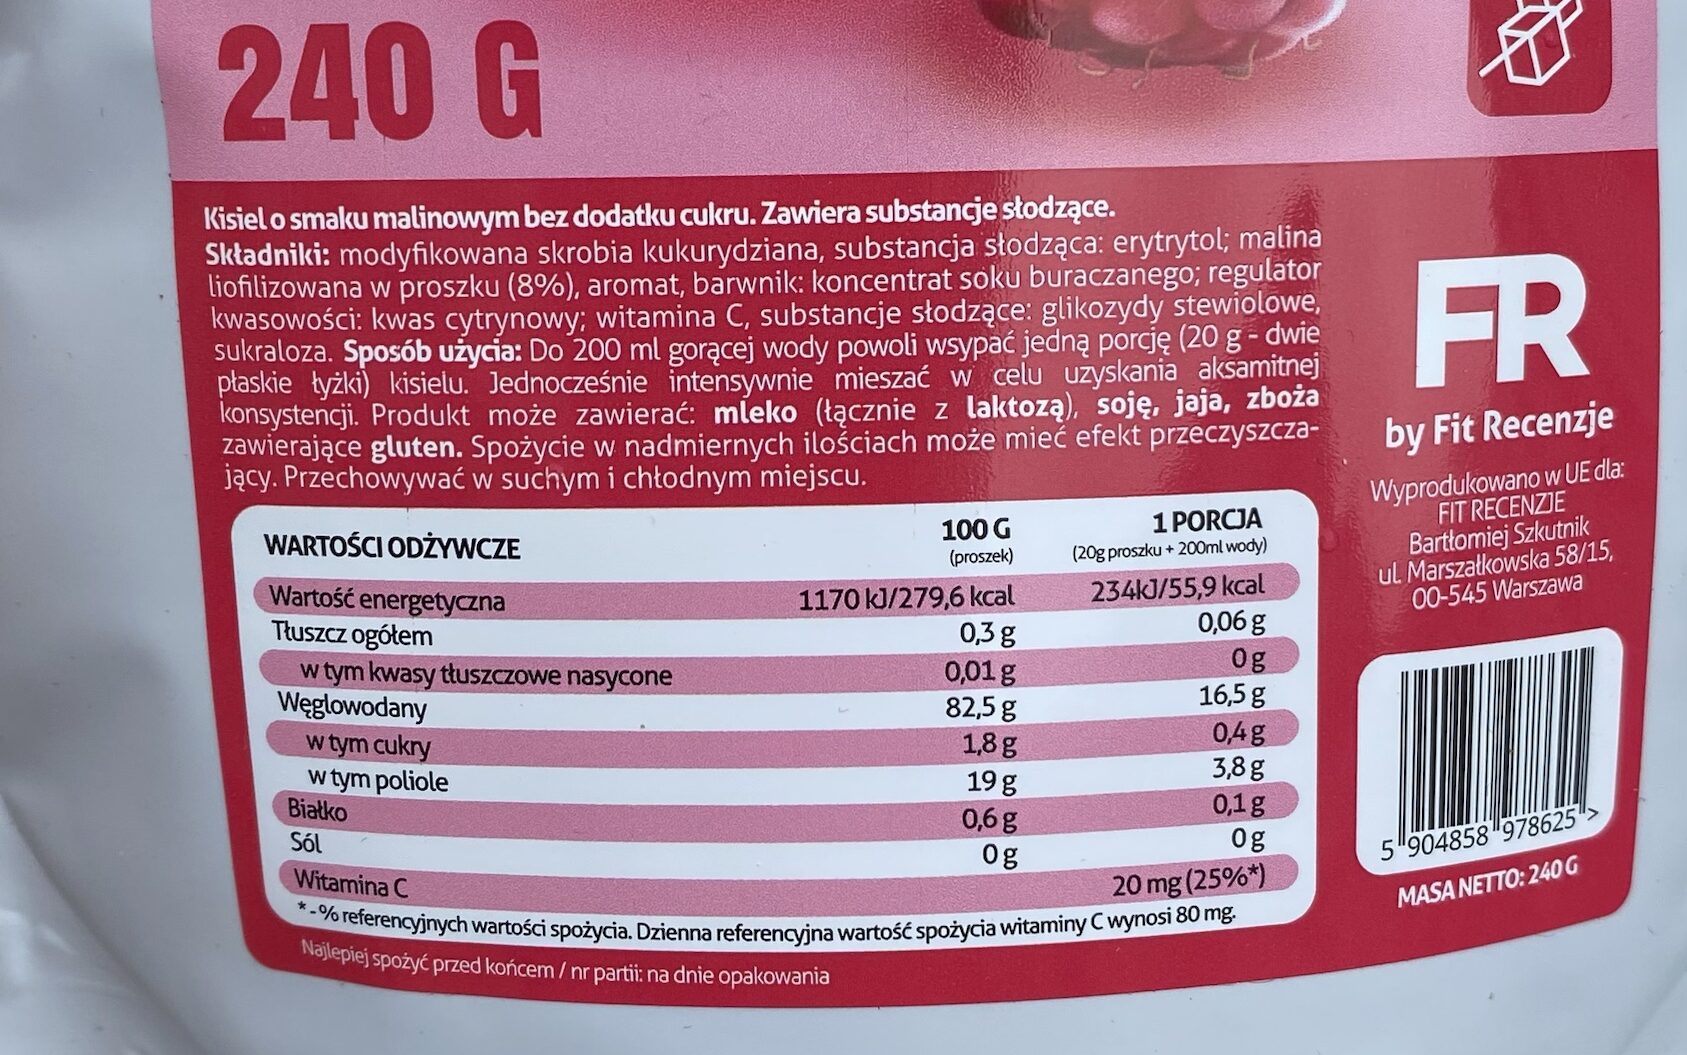 240 G
Kisiel o smaku malinowym bez dodatku cukru. Zawiera substancje słodzące.
Składniki: modyfikowana skrobia kukurydziana, substancja słodząca: erytrytol; malina
liofilizowana w proszku (8%), aromat, barwnik: koncentrat soku buraczanego; regulator
kwasowości: kwas cytrynowy; witamina C, substancje słodzące: glikozydy stewiolowe,
sukraloza. Sposób użycia: Do 200 ml gorącej wody powoli wsypać jedną porcję (20 g - dwie
płaskie łyżki) kisielu. Jednocześnie intensywnie mieszać w celu uzyskania aksamitnej
konsystencji. Produkt może zawierać: mleko (łącznie z laktozą), soję, jaja, zboża
zawierające gluten. Spożycie w nadmiernych ilościach może mieć efekt przeczyszcza-
jący. Przechowywać w suchym i chłodnym miejscu.
WARTOŚCI ODŻYWCZE 100 G 1 PORCJA
(proszek) (20g proszku + 200ml wody)
Wartość energetyczna 1170 kJ/279,6 kcal 234kJ/55,9 kcal
Tłuszcz ogółem 0,3 g 0,06 g
w tym kwasy tłuszczowe nasycone 0,01 g 0 g
Węglowodany 82,5 g 16,5 g
w tym cukry 1,8 g 0,4 g
w tym poliole 19 g 3,8 g
Białko 0,6 g 0,1 g
Sól 0 g 0 g
Witamina C 20 mg (25%*)
* - % referencyjnych wartości spożycia. Dzienna referencyjna wartość spożycia witaminy C wynosi 80 mg.
Najlepiej spożyć przed końcem / nr partii: na dnie opakowania
FR
by Fit Recenzje
Wyprodukowano w UE dla:
FIT RECENZJE
Bartłomiej Szkutnik
ul. Marszałkowska 58/15,
00-545 Warszawa
5 904858 978625 >
MASA NETTO: 240 G